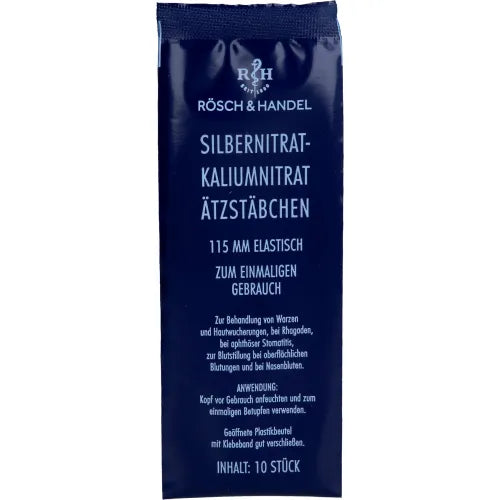 R H
SEIT 1890
RÖSCH & HANDEL
SILBERNITRAT-
KALIUMNITRAT
ÄTZSTÄBCHEN
115 MM ELASTISCH
ZUM EINMALIGEN
GEBRAUCH
Zur Behandlung von Warzen
und Hautwucherungen, bei Rhagaden,
bei aphthöser Stomatitis,
zur Blutstillung bei oberflächlichen
Blutungen und bei Nasenbluten.
ANWENDUNG:
Kopf vor Gebrauch anfeuchten und zum
einmaligen Betupfen verwenden.
Geöffnete Plastikbeutel
mit Klebeband gut verschließen.
INHALT: 10 STÜCK